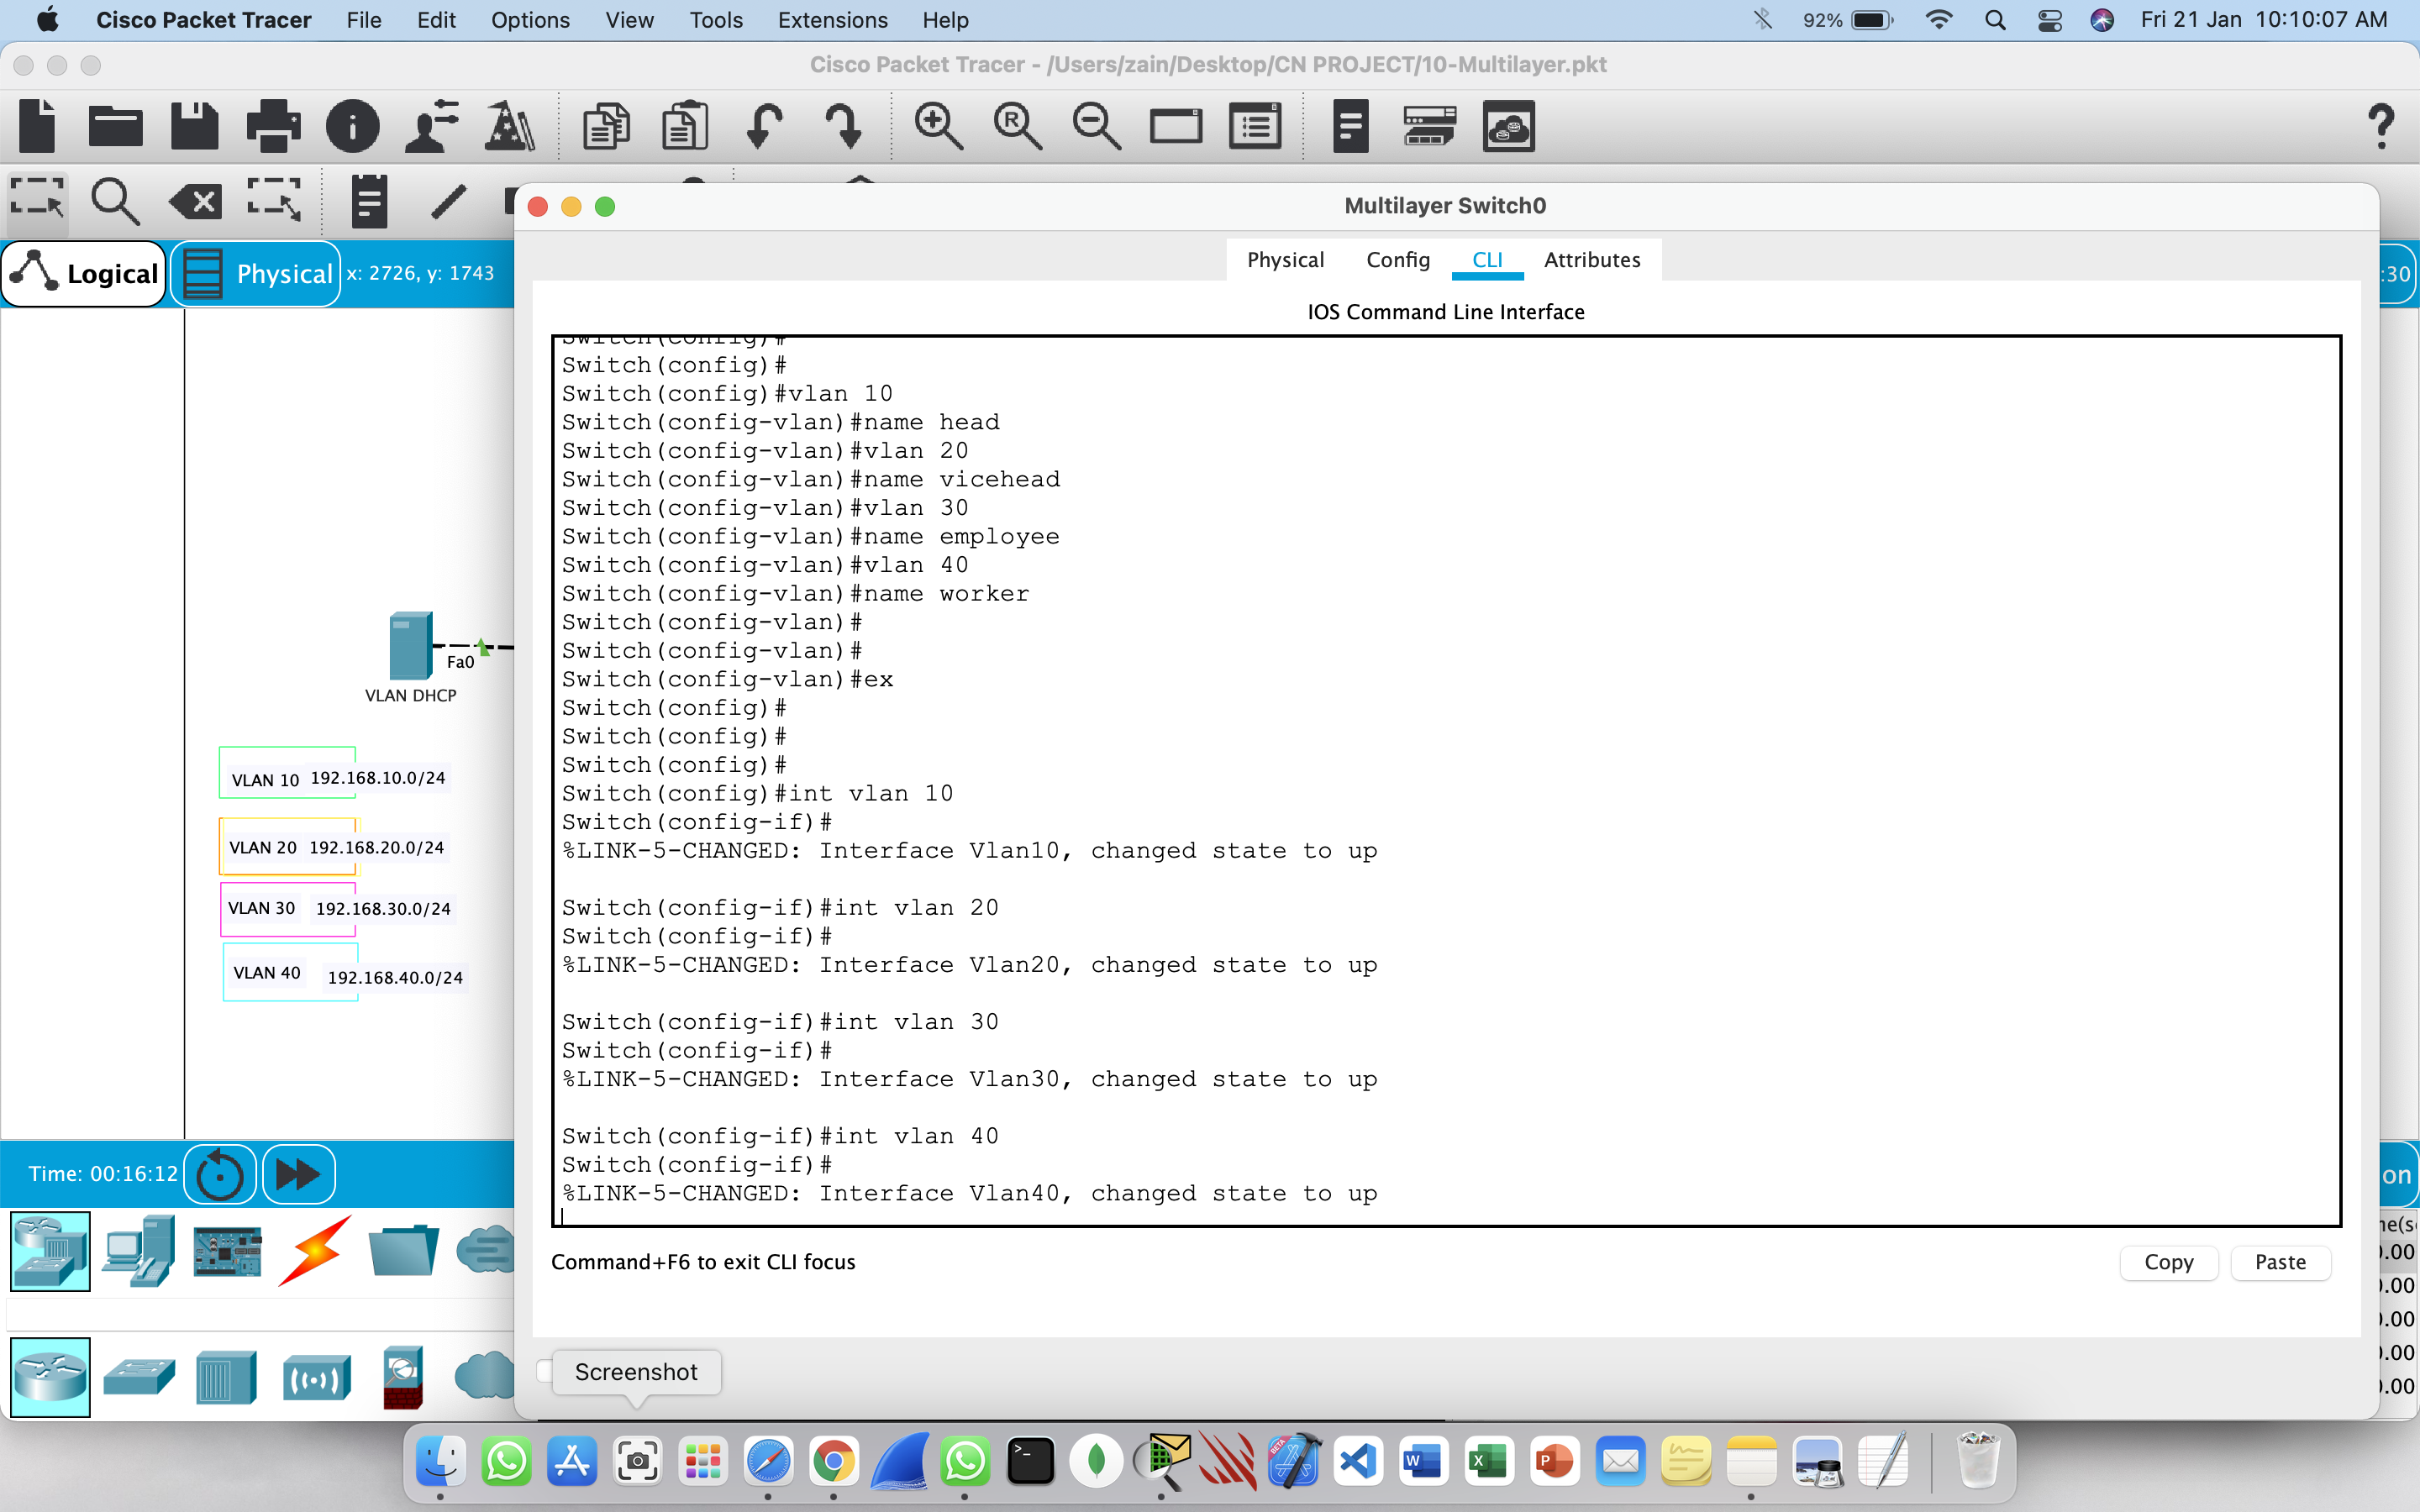 Cisco Packet Tracer File Edit Options View Tools Extensions Help 92% Fri 21 Jan 10:10:07 AM
Cisco Packet Tracer - /Users/zain/Desktop/CN PROJECT/10-Multilayer.pkt
Multilayer Switch0
Logical Physical x: 2726, y: 1743
Physical Config CLI Attributes
:30
IOS Command Line Interface
Switch(config)#
Switch(config)#
Switch(config)#vlan 10
Switch(config-vlan)#name head
Switch(config-vlan)#vlan 20
Switch(config-vlan)#name vicehead
Switch(config-vlan)#vlan 30
Switch(config-vlan)#name employee
Switch(config-vlan)#vlan 40
Switch(config-vlan)#name worker
Switch(config-vlan)#
Switch(config-vlan)#
Switch(config-vlan)#ex
Switch(config)#
Switch(config)#
Switch(config)#
Switch(config)#int vlan 10
Switch(config-if)#
%LINK-5-CHANGED: Interface Vlan10, changed state to up
Switch(config-if)#int vlan 20
Switch(config-if)#
%LINK-5-CHANGED: Interface Vlan20, changed state to up
Switch(config-if)#int vlan 30
Switch(config-if)#
%LINK-5-CHANGED: Interface Vlan30, changed state to up
Switch(config-if)#int vlan 40
Switch(config-if)#
%LINK-5-CHANGED: Interface Vlan40, changed state to up
Command+F6 to exit CLI focus
Copy Paste
Fa0
VLAN DHCP
VLAN 10 192.168.10.0/24
VLAN 20 192.168.20.0/24
VLAN 30 192.168.30.0/24
VLAN 40 192.168.40.0/24
Time: 00:16:12
on
.00
.00
.00
.00
.00
Screenshot